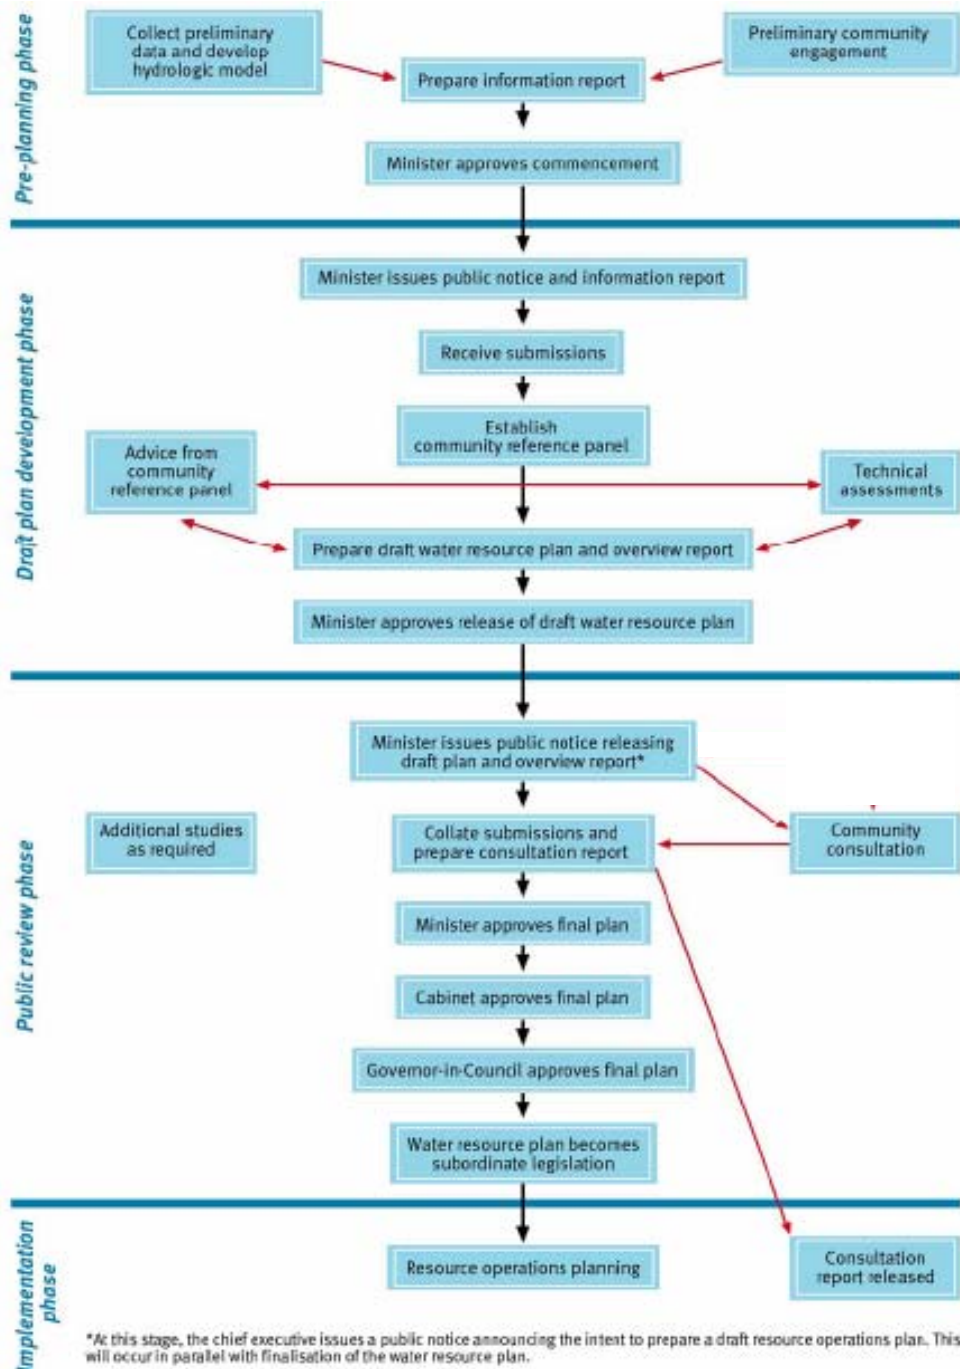 Pre-planning phase
Collect preliminary
data and develop
hydrologic model
Preliminary community
engagement
Prepare information report
Minister approves commencement
Draft plan development phase
Minister issues public notice and information report
Receive submissions
Establish
community reference panel
Advice from
community
reference panel
Technical
assessments
Prepare draft water resource plan and overview report
Minister approves release of draft water resource plan
Public review phase
Minister issues public notice releasing
draft plan and overview report*
Additional studies
as required
Collate submissions and
prepare consultation report
Community
consultation
Minister approves final plan
Cabinet approves final plan
Governor-in-Council approves final plan
Water resource plan becomes
subordinate legislation
Implementation
phase
Resource operations planning
Consultation
report released
*At this stage, the chief executive issues a public notice announcing the intent to prepare a draft resource operations plan. This
will occur in parallel with finalisation of the water resource plan.